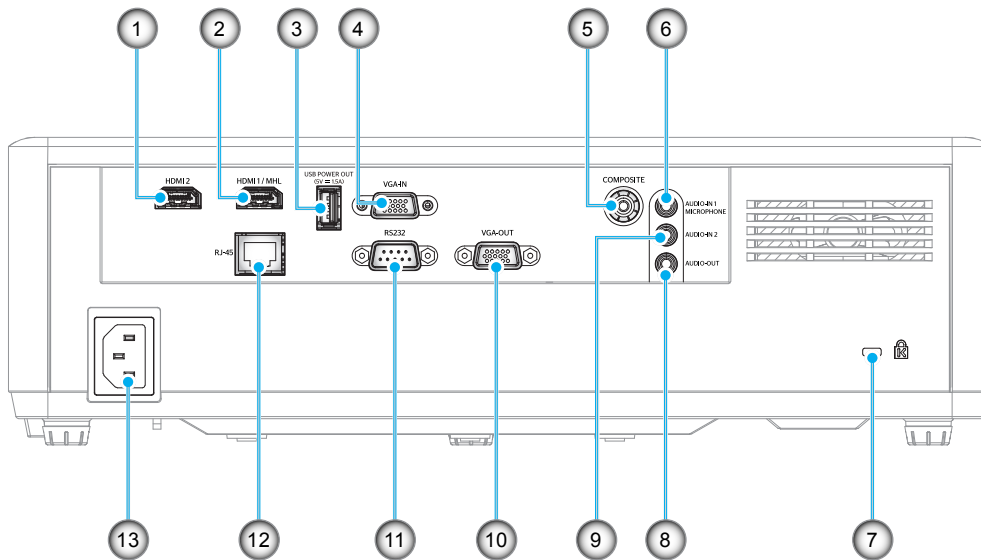 1 2 3 4 5 6
HDMI 2
HDMI 1 / MHL
USB POWER OUT
(5V ⎓ 1.5A)
VGA-IN
COMPOSITE
AUDIO-IN 1
MICROPHONE
RJ-45
RS232
VGA-OUT
AUDIO-IN 2
AUDIO-OUT
K
13 12 11 10 9 8 7